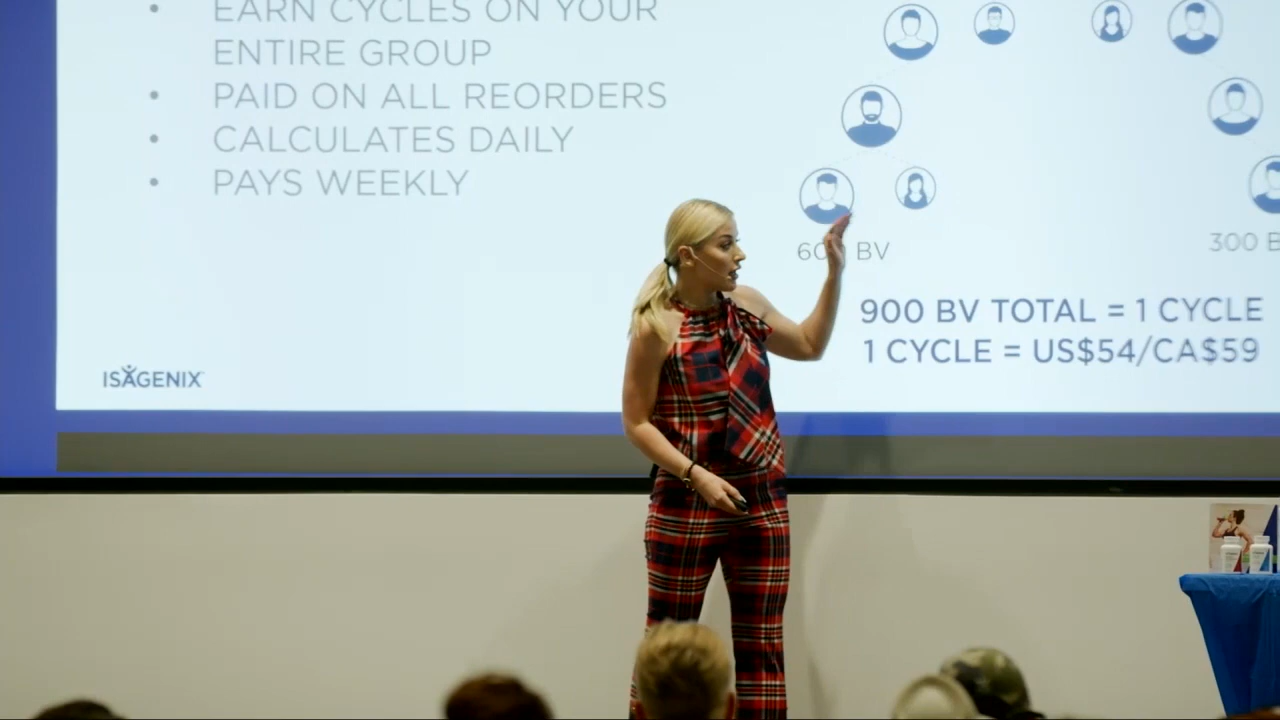 EARN CYCLES ON YOUR
ENTIRE GROUP
PAID ON ALL REORDERS
CALCULATES DAILY
PAYS WEEKLY
BV
300 B
900 BV TOTAL = 1 CYCLE
1 CYCLE = US$54/CA$59
ISAGENIX